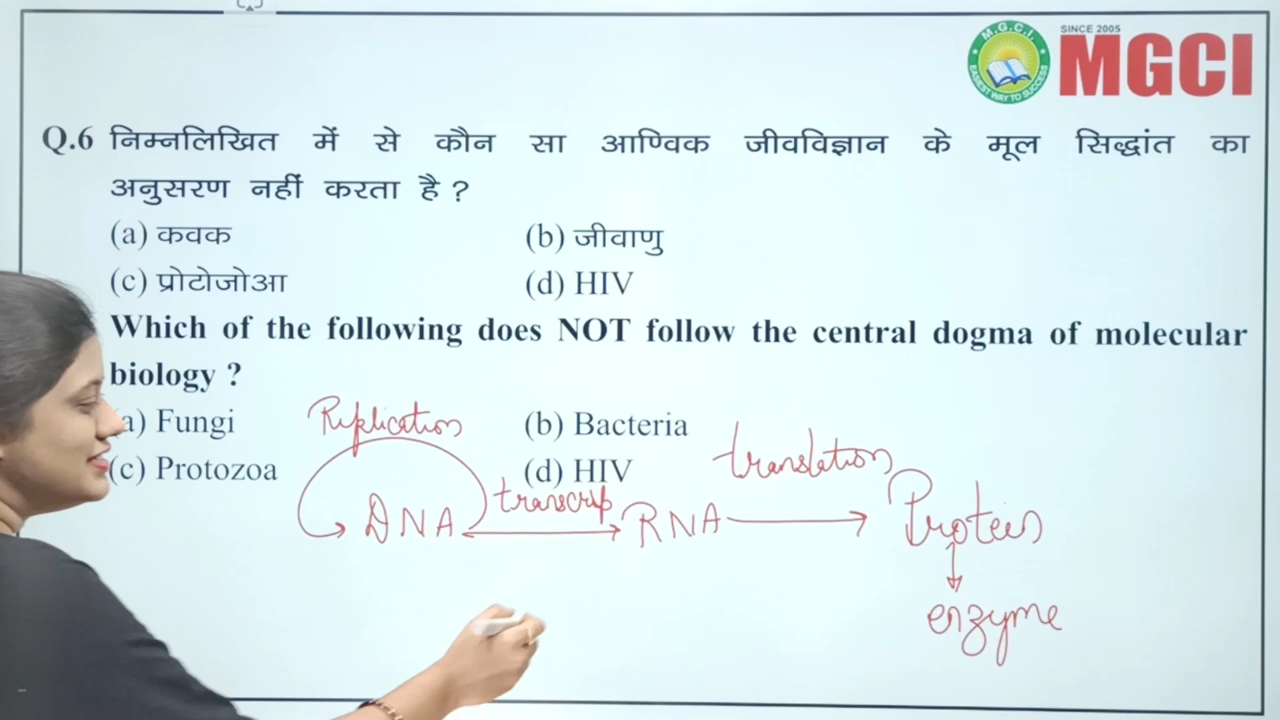 M.G.C.I.
EASIEST WAY TO SUCCESS
SINCE 2005
MGCI
Q.6 निम्नलिखित में से कौन सा आण्विक जीवविज्ञान के मूल सिद्धांत का
अनुसरण नहीं करता है ?
(a) कवक (b) जीवाणु
(c) प्रोटोजोआ (d) HIV
Which of the following does NOT follow the central dogma of molecular
biology ?
a) Fungi (b) Bacteria
(c) Protozoa (d) HIV
Replication
translation
transcrip
DNA RNA Protein
enzyme